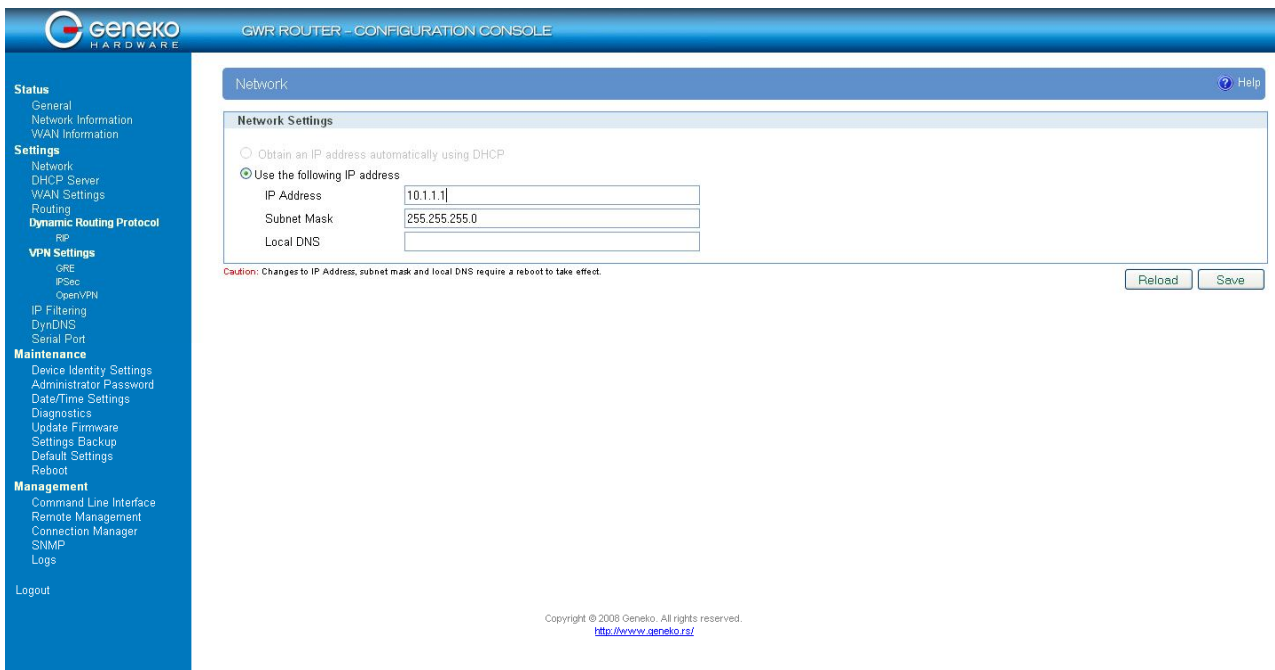 Geneko
HARDWARE
GWR ROUTER – CONFIGURATION CONSOLE
Status
General
Network Information
WAN Information
Settings
Network
DHCP Server
WAN Settings
Routing
Dynamic Routing Protocol
RIP
VPN Settings
GRE
IPSec
OpenVPN
IP Filtering
DynDNS
Serial Port
Maintenance
Device Identity Settings
Administrator Password
Date/Time Settings
Diagnostics
Update Firmware
Settings Backup
Default Settings
Reboot
Management
Command Line Interface
Remote Management
Connection Manager
SNMP
Logs
Logout
Network
? Help
Network Settings
Obtain an IP address automatically using DHCP
Use the following IP address
IP Address 10.1.1.1
Subnet Mask 255.255.255.0
Local DNS
Caution: Changes to IP Address, subnet mask and local DNS require a reboot to take effect.
Reload Save
Copyright © 2008 Geneko. All rights reserved.
http://www.geneko.rs/